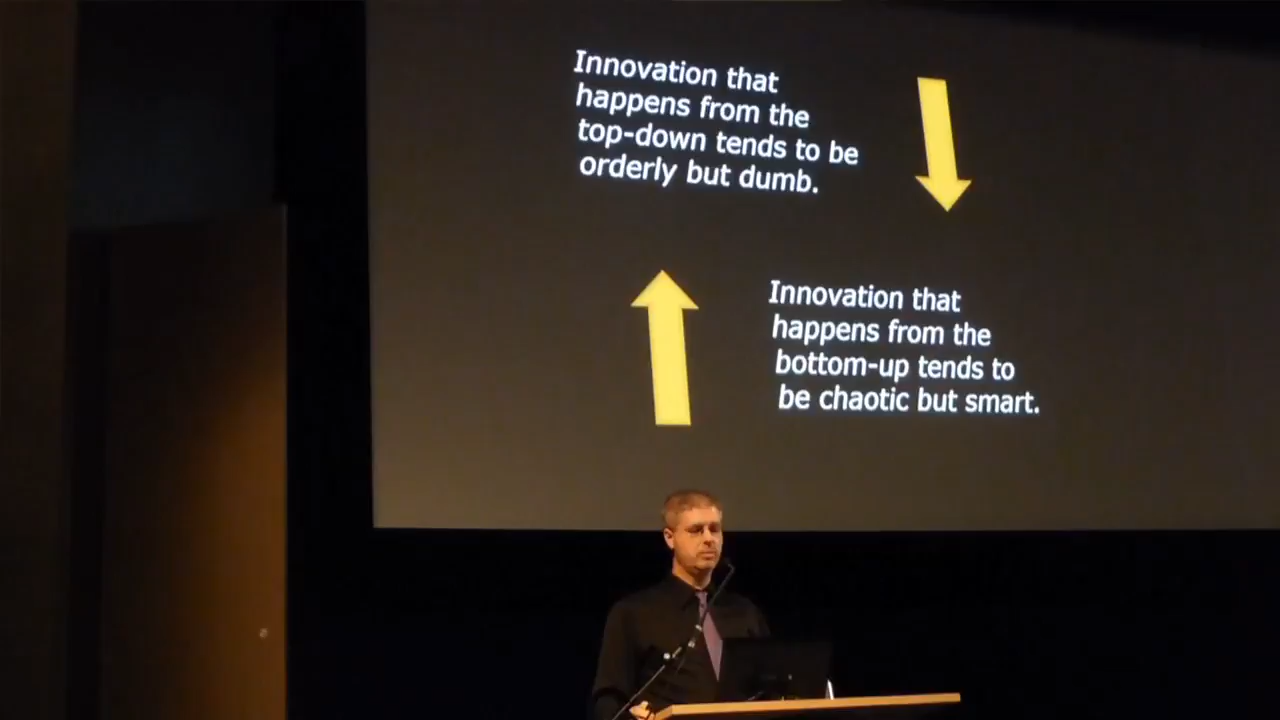 Innovation that
happens from the
top-down tends to be
orderly but dumb.
Innovation that
happens from the
bottom-up tends to
be chaotic but smart.